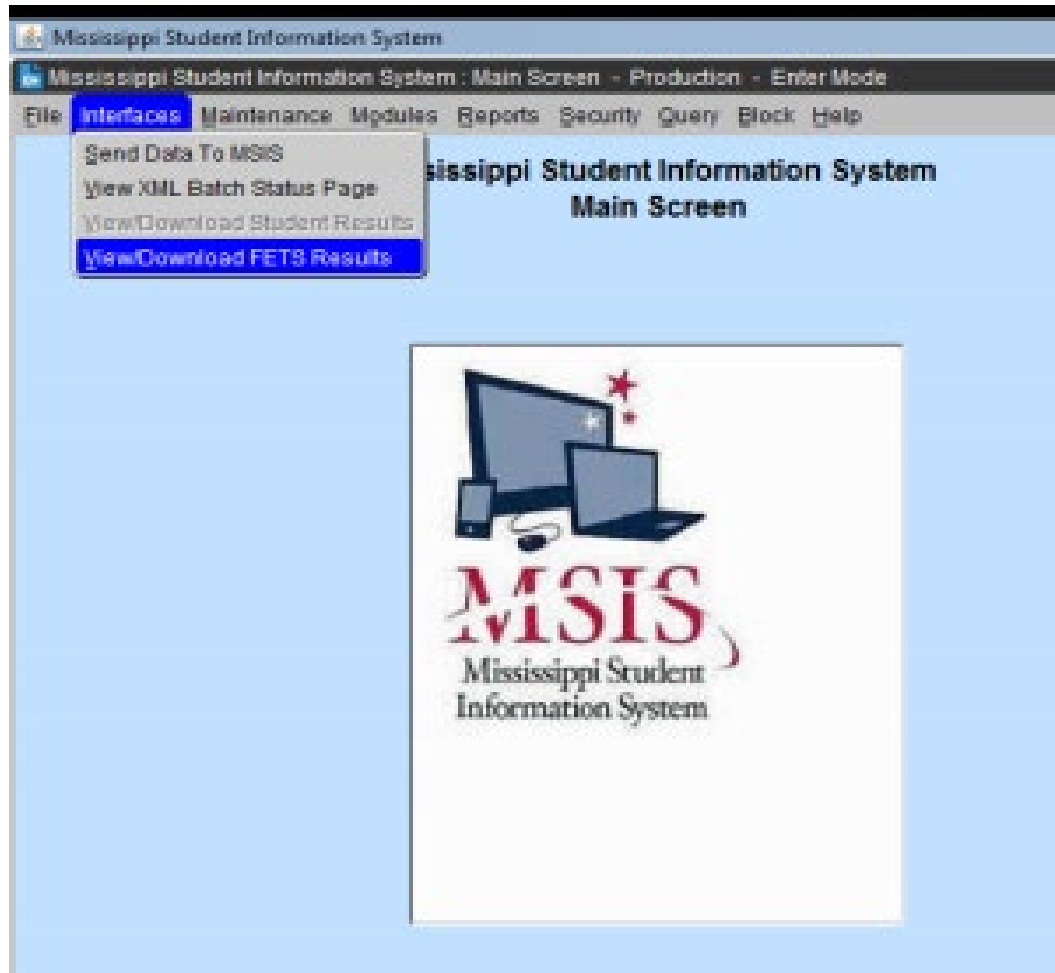 Mississippi Student Information System
Mississippi Student Information System : Main Screen - Production - Enter Mode
File Interfaces Maintenance Modules Reports Security Query Block Help
Send Data To MSIS
View XML Batch Status Page
View/Download Student Results
View/Download FETS Results
sissippi Student Information System
Main Screen
MSIS
Mississippi Student
Information System